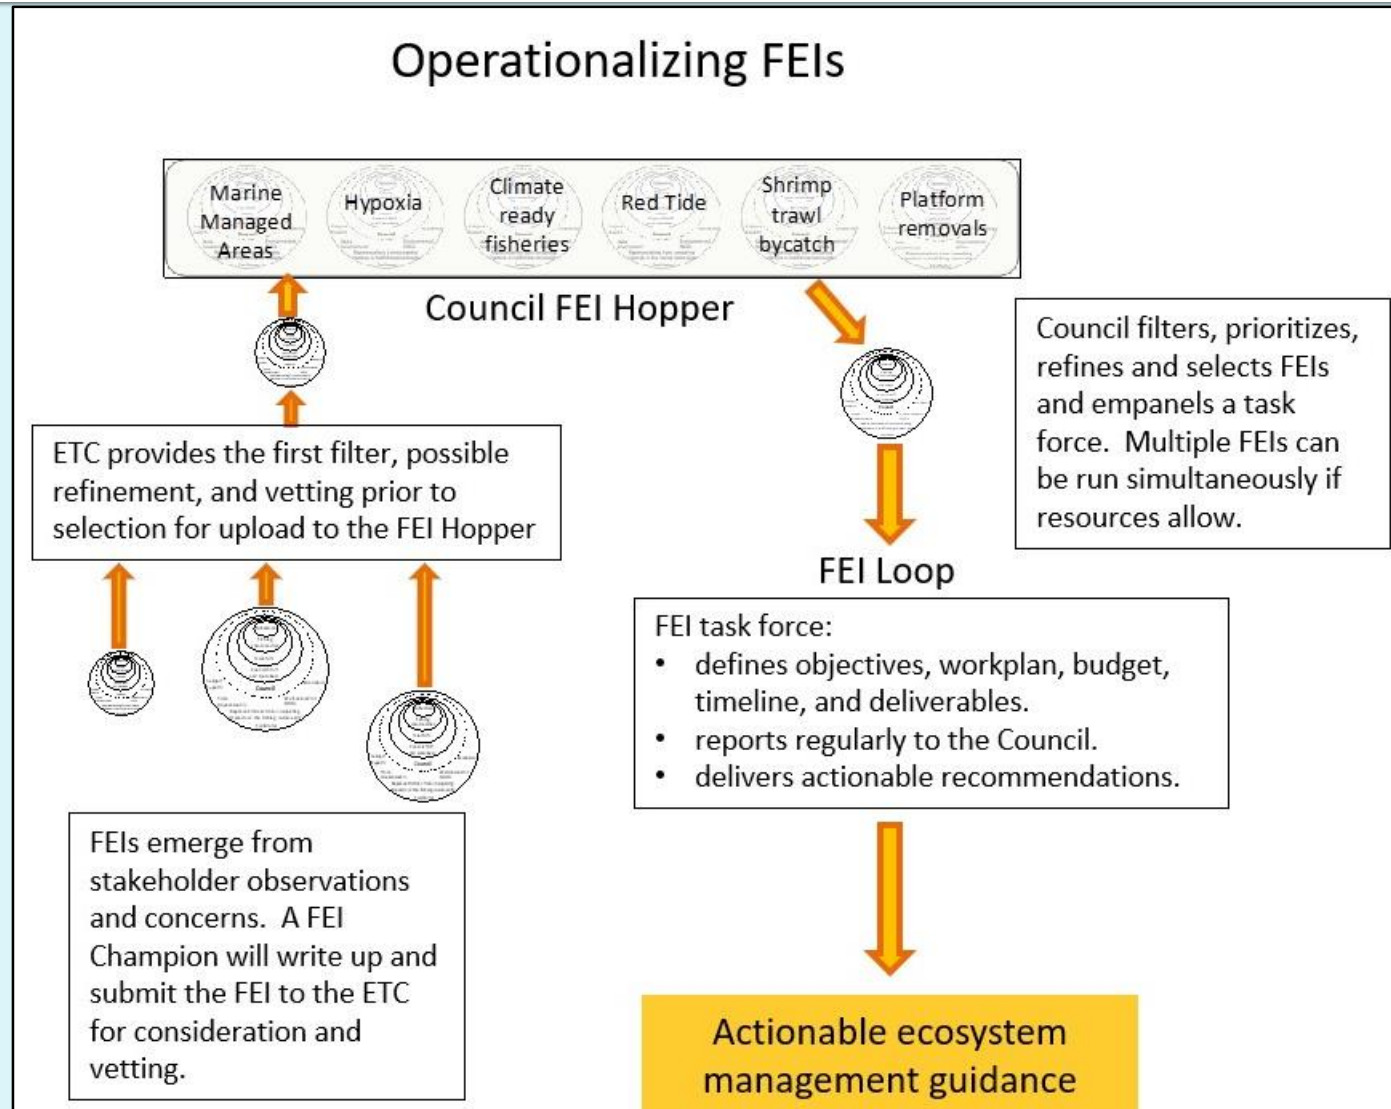 Operationalizing FEIs
Marine
Managed
Areas
Hypoxia
Climate
ready
fisheries
Red Tide
Shrimp
trawl
bycatch
Platform
removals
Council FEI Hopper
Council filters, prioritizes,
refines and selects FEIs
and empanels a task
force. Multiple FEIs can
be run simultaneously if
resources allow.
ETC provides the first filter, possible
refinement, and vetting prior to
selection for upload to the FEI Hopper
FEI Loop
FEI task force:
• defines objectives, workplan, budget,
timeline, and deliverables.
• reports regularly to the Council.
• delivers actionable recommendations.
FEIs emerge from
stakeholder observations
and concerns. A FEI
Champion will write up and
submit the FEI to the ETC
for consideration and
vetting.
Actionable ecosystem
management guidance